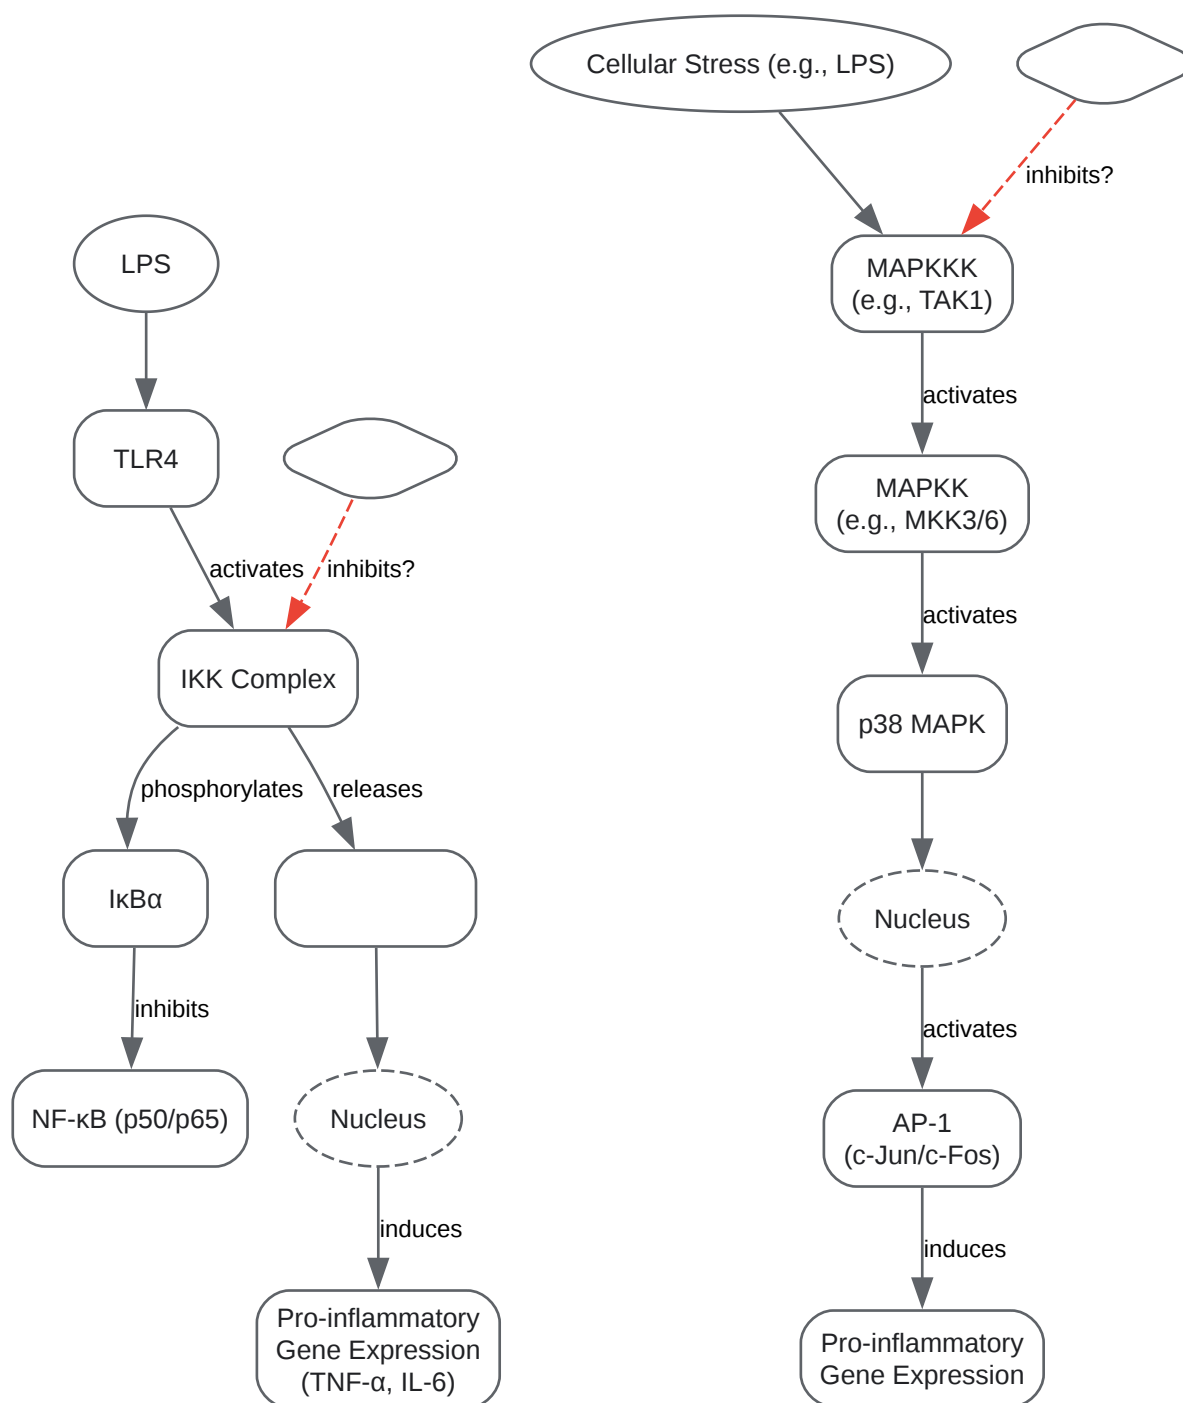 LPS
TLR4
activates
inhibits?
IKK Complex
phosphorylates
releases
IκBα
inhibits
NF-κB (p50/p65)
Nucleus
induces
Pro-inflammatory
Gene Expression
(TNF-α, IL-6)
Cellular Stress (e.g., LPS)
inhibits?
MAPKKK
(e.g., TAK1)
activates
MAPKK
(e.g., MKK3/6)
activates
p38 MAPK
Nucleus
activates
AP-1
(c-Jun/c-Fos)
induces
Pro-inflammatory
Gene Expression